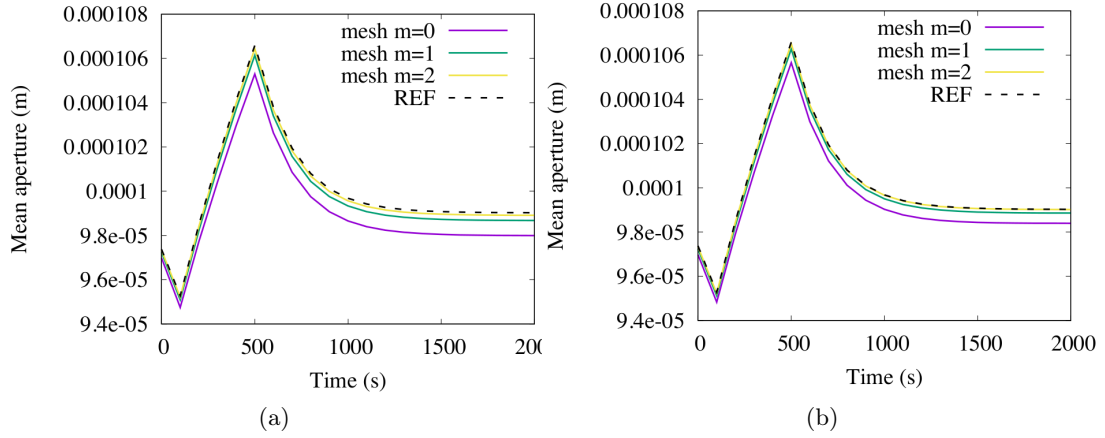 0.000108
0.000106
0.000104
0.000102
0.0001
9.8e-05
9.6e-05
9.4e-05
Mean aperture (m)
mesh m=0
mesh m=1
mesh m=2
REF
0 500 1000 1500 200
Time (s)
(a)
0.000108
0.000106
0.000104
0.000102
0.0001
9.8e-05
9.6e-05
9.4e-05
Mean aperture (m)
mesh m=0
mesh m=1
mesh m=2
REF
0 500 1000 1500 2000
Time (s)
(b)